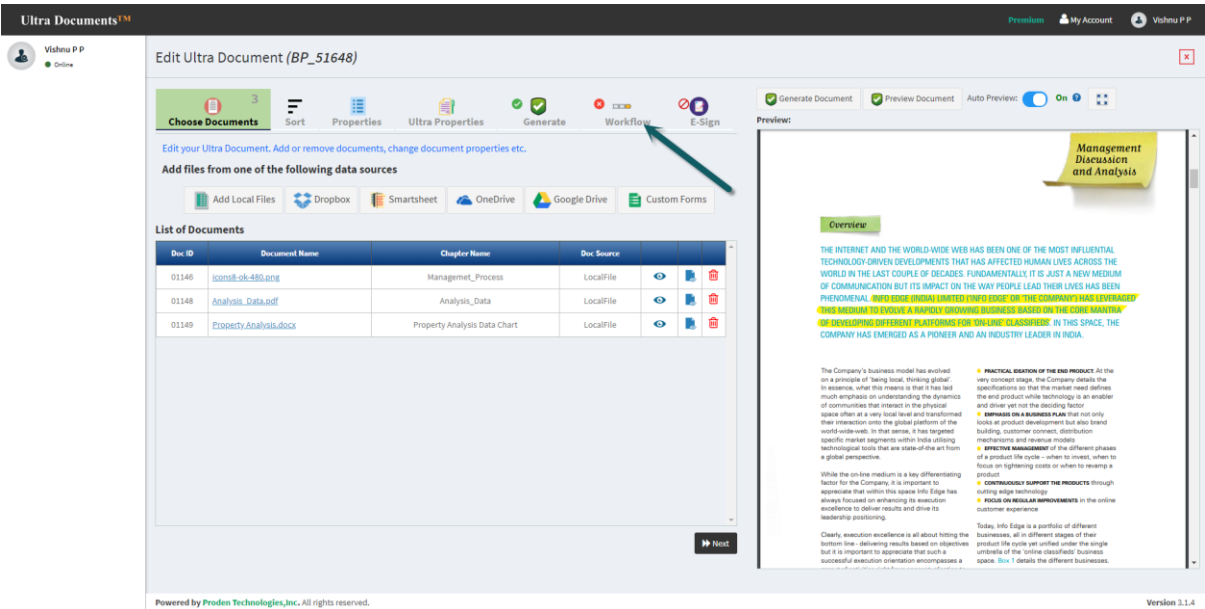 Ultra Documents™
Premium My Account Vishnu P P
Vishnu P P
Online
Edit Ultra Document (BP_51648)
x
3
Choose Documents Sort Properties Ultra Properties Generate Workflow E-Sign
Edit your Ultra Document. Add or remove documents, change document properties etc.
Add files from one of the following data sources
Add Local Files Dropbox Smartsheet OneDrive Google Drive Custom Forms
List of Documents
Doc ID Document Name Chapter Name Doc Source
01146 icons8-ok-480.png Managemet_Process LocalFile
01148 Analysis_Data.pdf Analysis_Data LocalFile
01149 Property Analysis.docx Property Analysis Data Chart LocalFile
Next
Generate Document Preview Document Auto Preview: On ?
Preview:
Management
Discussion
and Analysis
Overview
THE INTERNET AND THE WORLD-WIDE WEB HAS BEEN ONE OF THE MOST INFLUENTIAL
TECHNOLOGY-DRIVEN DEVELOPMENTS THAT HAS AFFECTED HUMAN LIVES ACROSS THE
WORLD IN THE LAST COUPLE OF DECADES. FUNDAMENTALLY, IT IS JUST A NEW MEDIUM
OF COMMUNICATION BUT ITS IMPACT ON THE WAY PEOPLE LEAD THEIR LIVES HAS BEEN
PHENOMENAL. INFO EDGE (INDIA) LIMITED ('INFO EDGE' OR 'THE COMPANY') HAS LEVERAGED
THIS MEDIUM TO EVOLVE A RAPIDLY GROWING BUSINESS BASED ON THE CORE MANTRA
OF DEVELOPING DIFFERENT PLATFORMS FOR 'ON-LINE' CLASSIFIEDS. IN THIS SPACE, THE
COMPANY HAS EMERGED AS A PIONEER AND AN INDUSTRY LEADER IN INDIA.
The Company's business model has evolved
on a principle of 'being local, thinking global'.
In essence, what this means is that it has laid
much emphasis on understanding the dynamics
of communities that interact in the physical
space often at a very local level and transformed
their interaction onto the global platform of the
world-wide-web. In that sense, it has targeted
specific market segments within India utilising
technological tools that are state-of-the art from
a global perspective.
While the on-line medium is a key differentiating
factor for the Company, it is important to
appreciate that within this space Info Edge has
always focused on enhancing its execution
excellence to deliver results and drive its
leadership positioning.
Clearly, execution excellence is all about hitting the
bottom line - delivering results based on objectives
but it is important to appreciate that such a
successful execution orientation encompasses a
PRACTICAL IDEATION OF THE END PRODUCT. At the
very concept stage, the Company details the
specifications so that the market need defines
the end product while technology is an enabler
and driver yet not the deciding factor
EMPHASIS ON A BUSINESS PLAN that not only
looks at product development but also brand
building, customer connect, distribution
mechanisms and revenue models
EFFECTIVE MANAGEMENT of the different phases
of a product life cycle – when to invest, when to
focus on tightening costs or when to revamp a
product
CONTINUOUSLY SUPPORT THE PRODUCTS through
cutting edge technology
FOCUS ON REGULAR IMPROVEMENTS in the online
customer experience
Today, Info Edge is a portfolio of different
businesses, all in different stages of their
product life cycle yet unified under the single
umbrella of the 'online classifieds' business
space. Box 1 details the different businesses.
Powered by Proden Technologies,Inc. All rights reserved.
Version 3.1.4